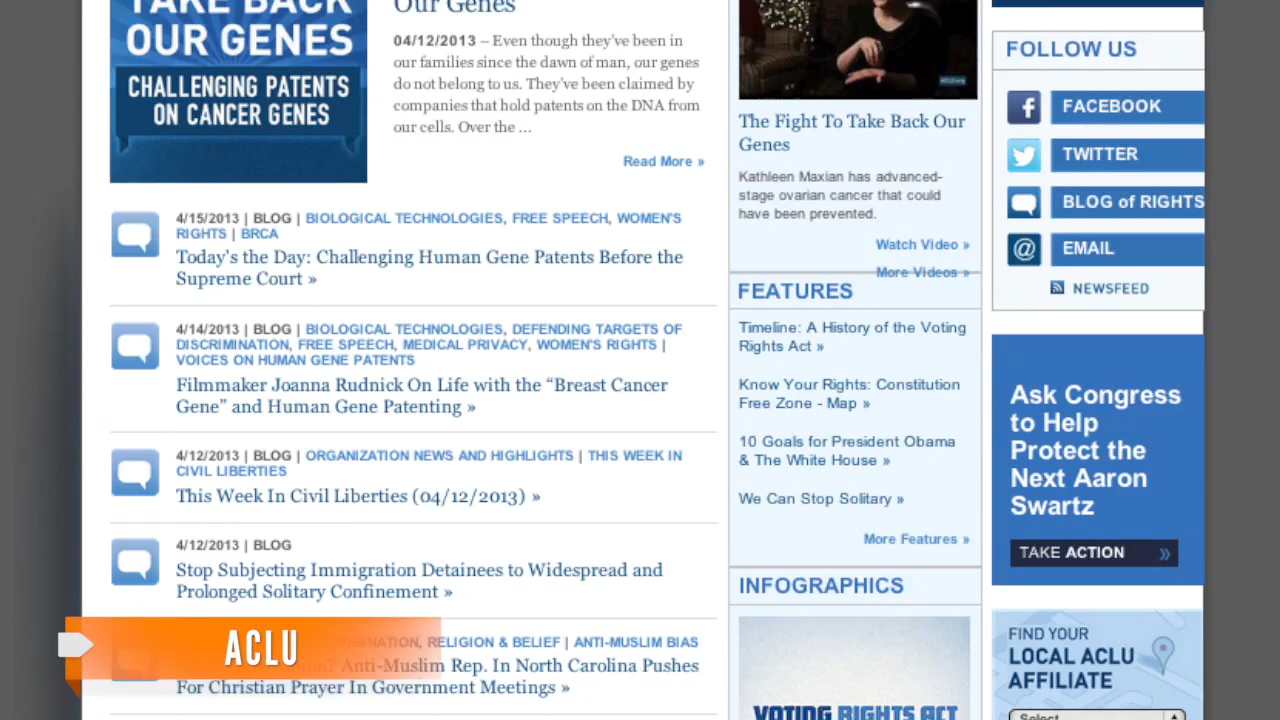 TAKE BACK
OUR GENES
CHALLENGING PATENTS
ON CANCER GENES
Our Genes
04/12/2013 – Even though they've been in
our families since the dawn of man, our genes
do not belong to us. They've been claimed by
companies that hold patents on the DNA from
our cells. Over the ...
Read More »
4/15/2013 | BLOG | BIOLOGICAL TECHNOLOGIES, FREE SPEECH, WOMEN'S
RIGHTS | BRCA
Today's the Day: Challenging Human Gene Patents Before the
Supreme Court »
4/14/2013 | BLOG | BIOLOGICAL TECHNOLOGIES, DEFENDING TARGETS OF
DISCRIMINATION, FREE SPEECH, MEDICAL PRIVACY, WOMEN'S RIGHTS |
VOICES ON HUMAN GENE PATENTS
Filmmaker Joanna Rudnick On Life with the “Breast Cancer
Gene” and Human Gene Patenting »
4/12/2013 | BLOG | ORGANIZATION NEWS AND HIGHLIGHTS | THIS WEEK IN
CIVIL LIBERTIES
This Week In Civil Liberties (04/12/2013) »
4/12/2013 | BLOG
Stop Subjecting Immigration Detainees to Widespread and
Prolonged Solitary Confinement »
RELIGION & BELIEF | ANTI-MUSLIM BIAS
Anti-Muslim Rep. In North Carolina Pushes
For Christian Prayer In Government Meetings »
ACLU
The Fight To Take Back Our
Genes
Kathleen Maxian has advanced-
stage ovarian cancer that could
have been prevented.
Watch Video »
More Videos »
FEATURES
Timeline: A History of the Voting
Rights Act »
Know Your Rights: Constitution
Free Zone - Map »
10 Goals for President Obama
& The White House »
We Can Stop Solitary »
More Features »
INFOGRAPHICS
VOTING RIGHTS ACT
FOLLOW US
FACEBOOK
TWITTER
BLOG of RIGHTS
EMAIL
NEWSFEED
Ask Congress
to Help
Protect the
Next Aaron
Swartz
TAKE ACTION »
FIND YOUR
LOCAL ACLU
AFFILIATE
Select